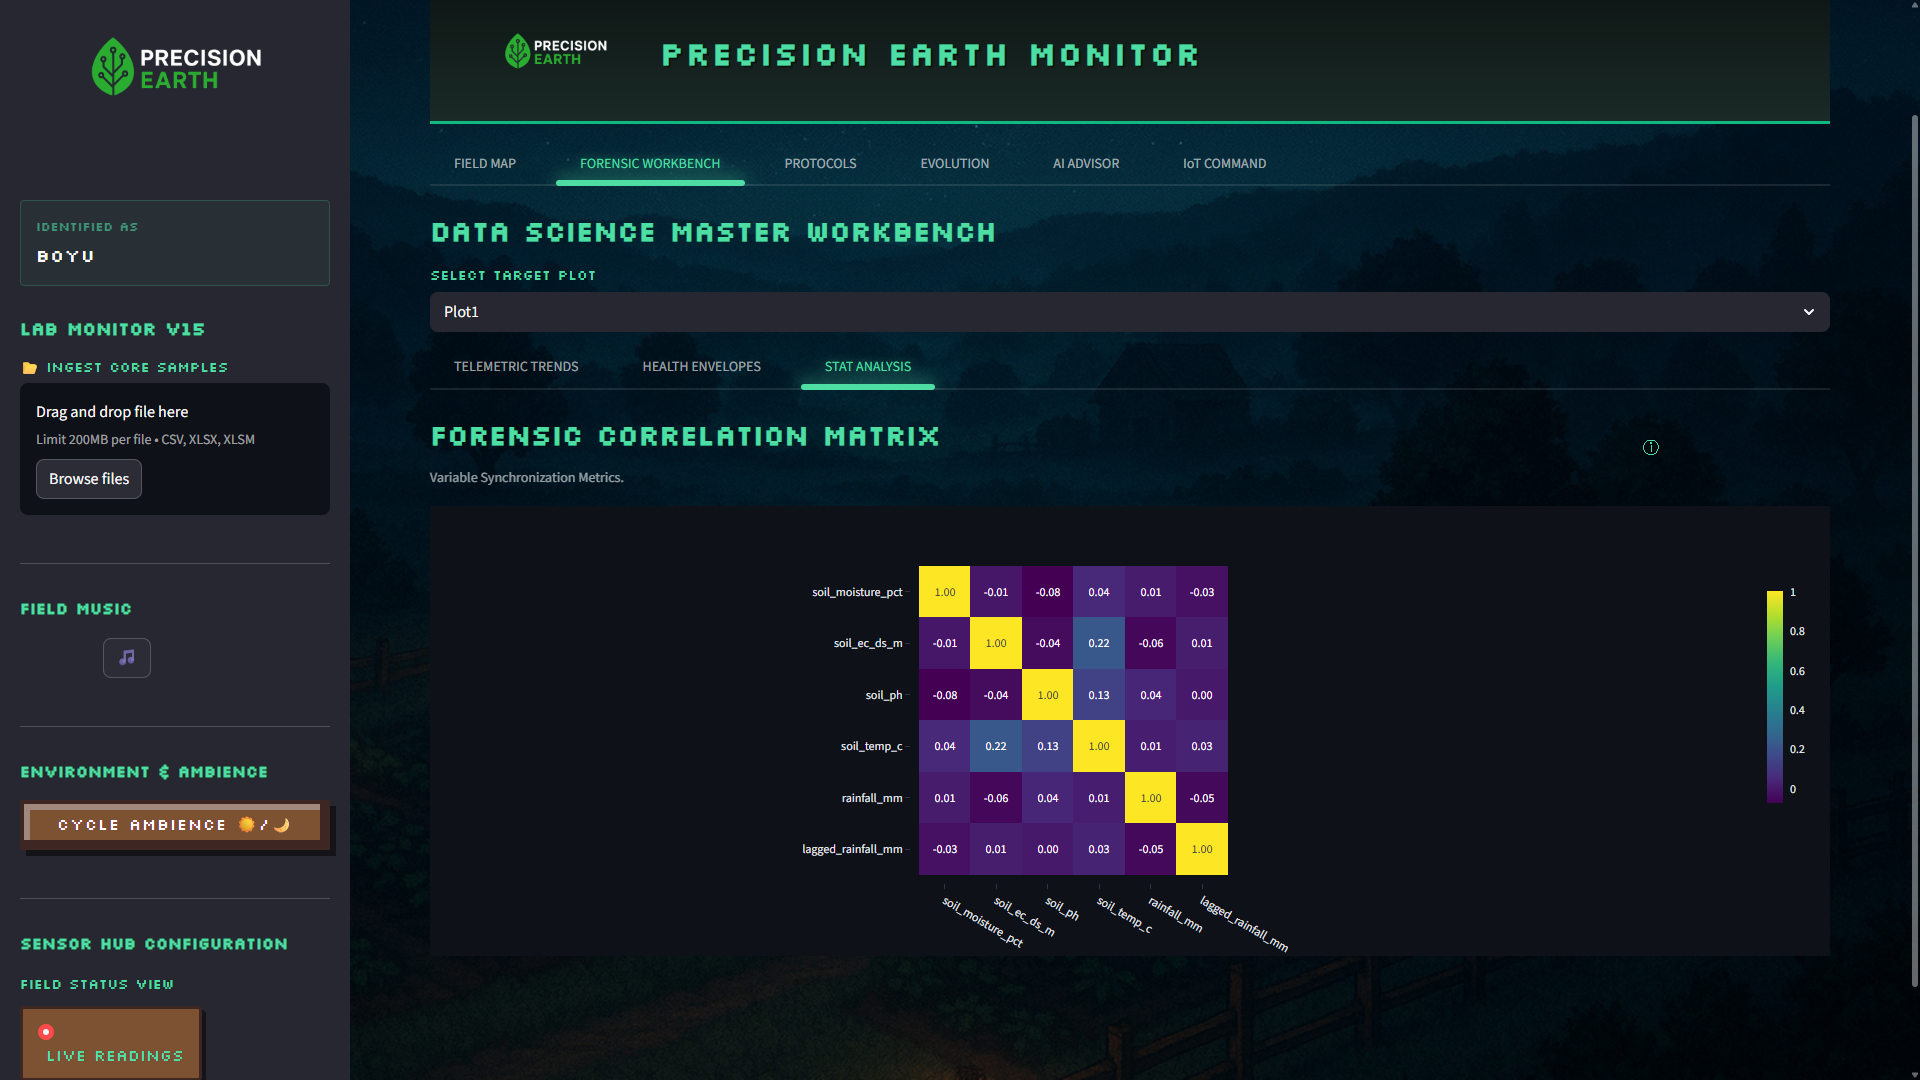 PRECISION
EARTH
IDENTIFIED AS
BOYU
LAB MONITOR V15
INGEST CORE SAMPLES
Drag and drop file here
Limit 200MB per file • CSV, XLSX, XLSM
Browse files
FIELD MUSIC
ENVIRONMENT & AMBIENCE
CYCLE AMBIENCE ☀️/🌙
SENSOR HUB CONFIGURATION
FIELD STATUS VIEW
LIVE READINGS
PRECISION
EARTH
PRECISION EARTH MONITOR
FIELD MAP FORENSIC WORKBENCH PROTOCOLS EVOLUTION AI ADVISOR IoT COMMAND
DATA SCIENCE MASTER WORKBENCH
SELECT TARGET PLOT
Plot1
TELEMETRIC TRENDS HEALTH ENVELOPES STAT ANALYSIS
FORENSIC CORRELATION MATRIX
Variable Synchronization Metrics.
soil_moisture_pct 1.00 -0.01 -0.08 0.04 0.01 -0.03
soil_ec_ds_m -0.01 1.00 -0.04 0.22 -0.06 0.01
soil_ph -0.08 -0.04 1.00 0.13 0.04 0.00
soil_temp_c 0.04 0.22 0.13 1.00 0.01 0.03
rainfall_mm 0.01 -0.06 0.04 0.01 1.00 -0.05
lagged_rainfall_mm -0.03 0.01 0.00 0.03 -0.05 1.00
soil_moisture_pct soil_ec_ds_m soil_ph soil_temp_c rainfall_mm lagged_rainfall_mm
1
0.8
0.6
0.4
0.2
0